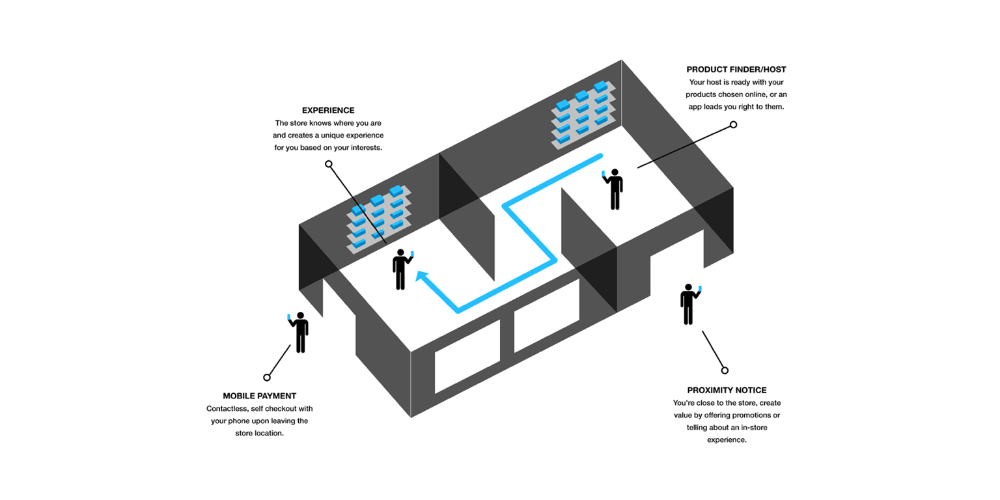 PRODUCT FINDER/HOST
Your host is ready with your
products chosen online, or an
app leads you right to them.
EXPERIENCE
The store knows where you are
and creates a unique experience
for you based on your interests.
MOBILE PAYMENT
Contactless, self checkout with
your phone upon leaving the
store location.
PROXIMITY NOTICE
You're close to the store, create
value by offering promotions or
telling about an in-store
experience.